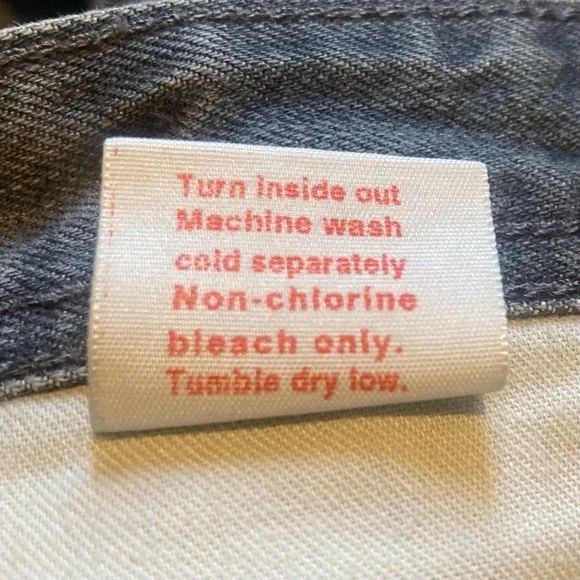 Turn inside out
Machine wash
cold separately
Non-chlorine
bleach only.
Tumble dry low.